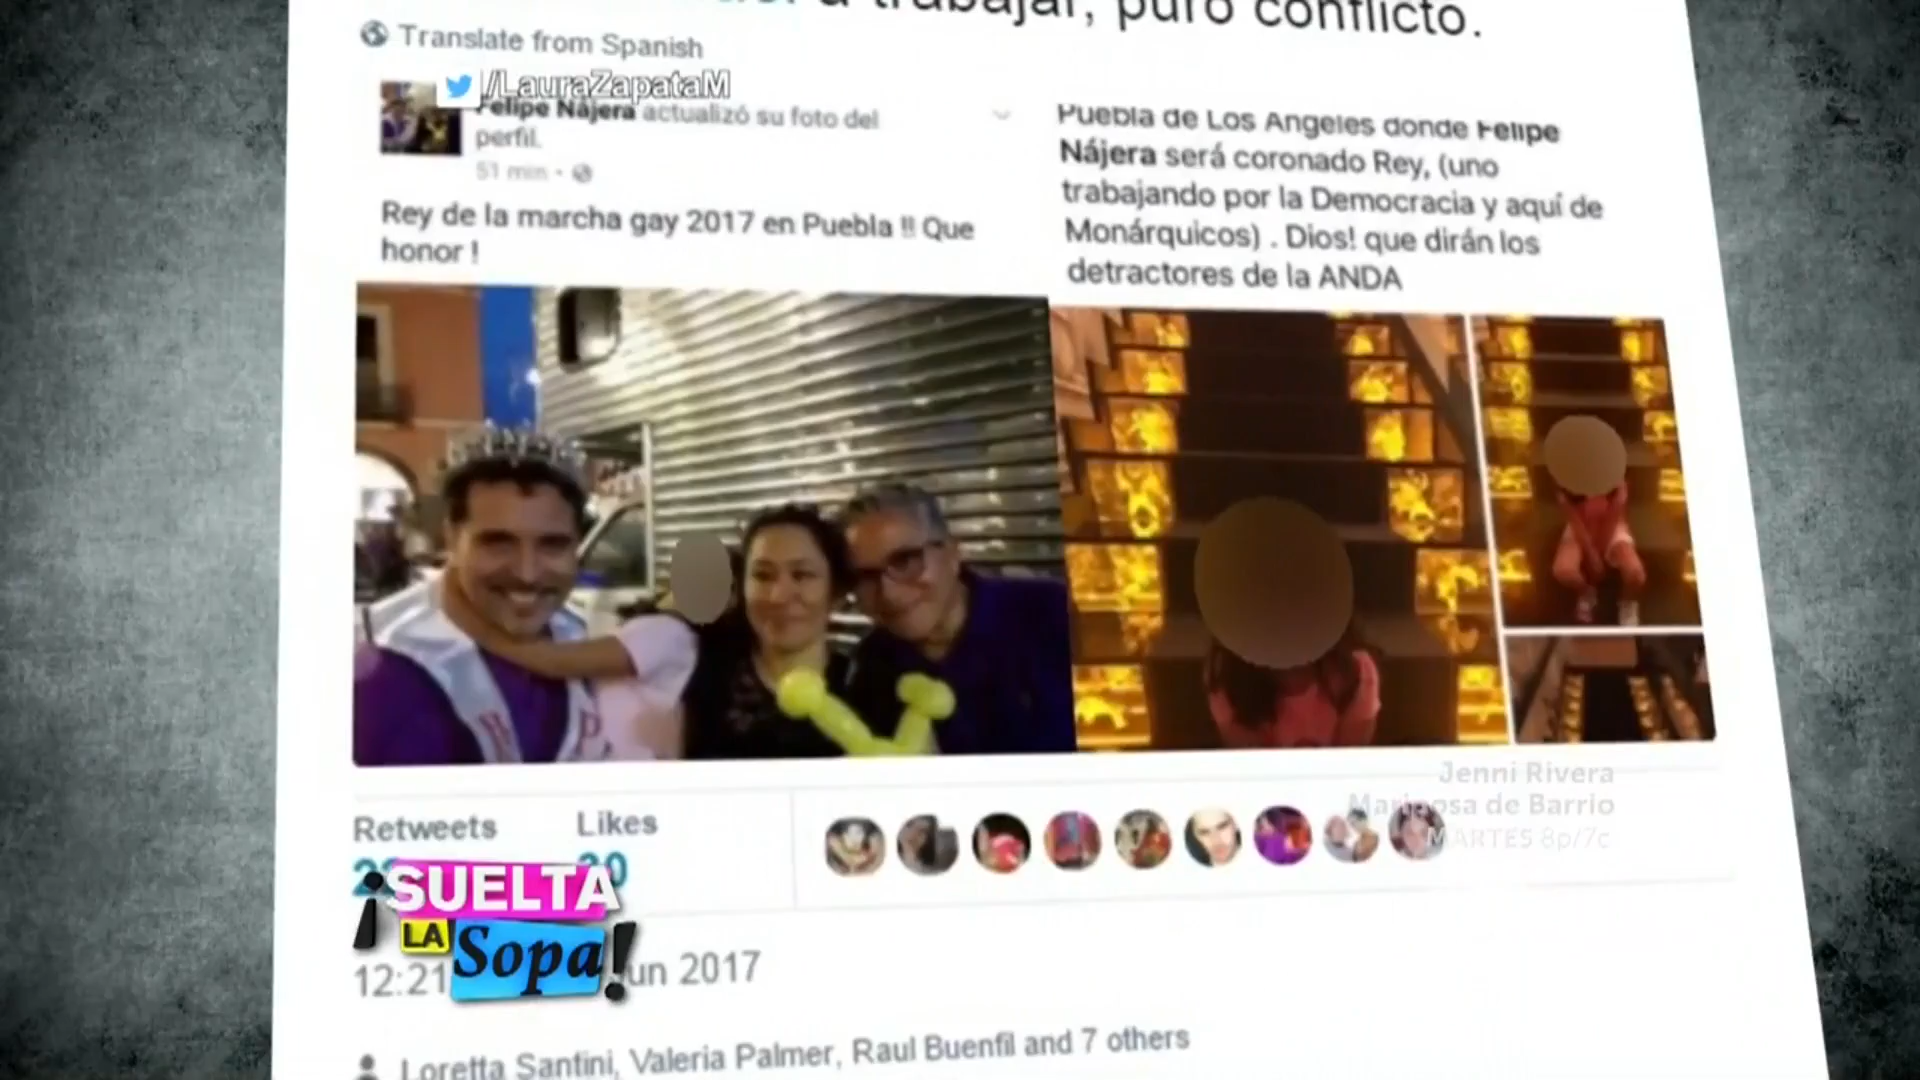 a trabajar, puro conflicto.
Translate from Spanish
/LauraZapataM
Felipe Nájera actualizó su foto del
perfil.
51 min
Rey de la marcha gay 2017 en Puebla !! Que
honor !
Puebla de Los Angeles donde Felipe
Nájera será coronado Rey, (uno
trabajando por la Democracia y aquí de
Monárquicos) . Dios! que dirán los
detractores de la ANDA
Retweets
Likes
Jenni Rivera
Mariposa de Barrio
MARTES 8p/7c
¡SUELTA
LA
Sopa!
12:21
un 2017
Loretta Santini, Valeria Palmer, Raul Buenfil and 7 others